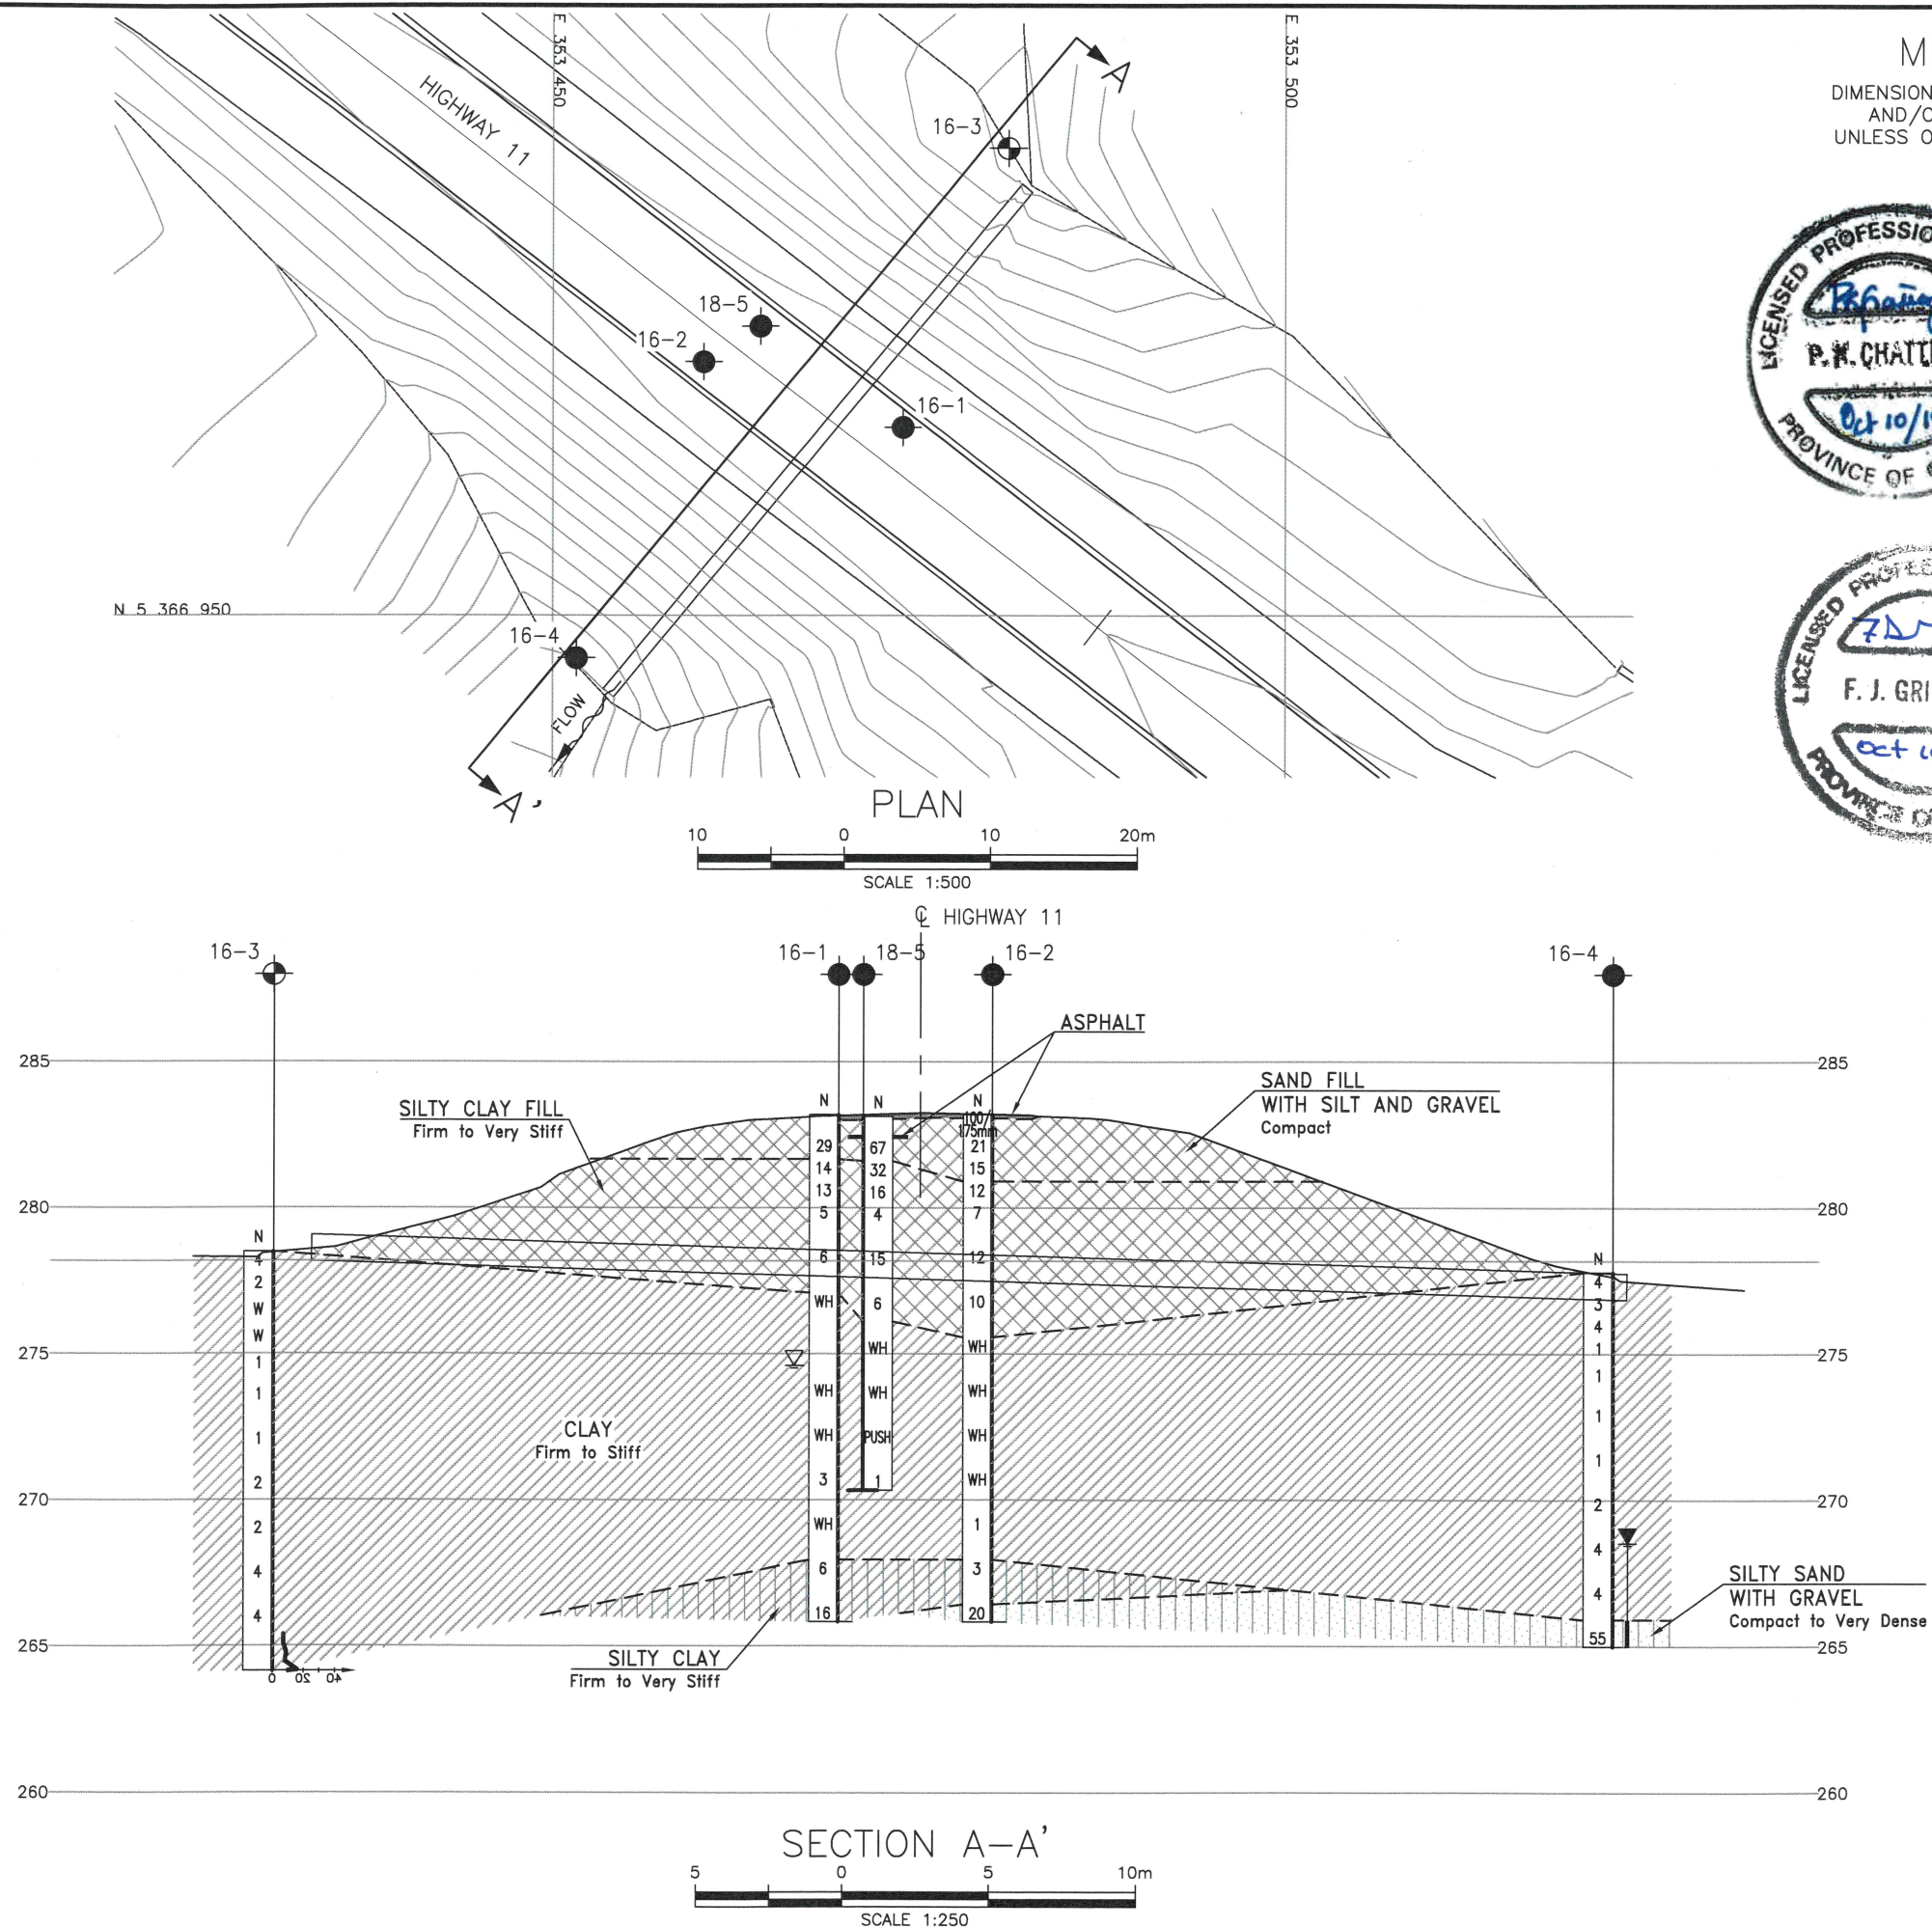 E 353 450
E 353 500
HIGHWAY 11
A
16-3
18-5
16-2
16-1
N 5 366 950
16-4
FLOW
A'
PLAN
10 0 10 20m
SCALE 1:500
M
DIMENSION
AND/O
UNLESS O
LICENSED PROFESSIO
P. K. CHATT
Oct 10/1
PROVINCE OF
LICENSED PROFES
F. J. GRI
Oct 1
PROVINCE O
℄ HIGHWAY 11
16-3 16-1 18-5 16-2 16-4
ASPHALT
285 285
SILTY CLAY FILL
Firm to Very Stiff
SAND FILL
WITH SILT AND GRAVEL
Compact
280 280
275 275
270 270
265 265
260 260
N
4
2
W
W
1
1
1
2
2
4
4
0 20 40
N
29
14
13
5
6
WH
WH
WH
3
WH
6
16
N
67
32
16
4
15
6
WH
WH
PUSH
1
N
100/
175mm
21
15
12
7
12
10
WH
WH
WH
WH
1
3
20
N
4
3
4
1
1
1
1
2
4
4
55
CLAY
Firm to Stiff
SILTY CLAY
Firm to Very Stiff
SILTY SAND
WITH GRAVEL
Compact to Very Dense
SECTION A-A'
5 0 5 10m
SCALE 1:250